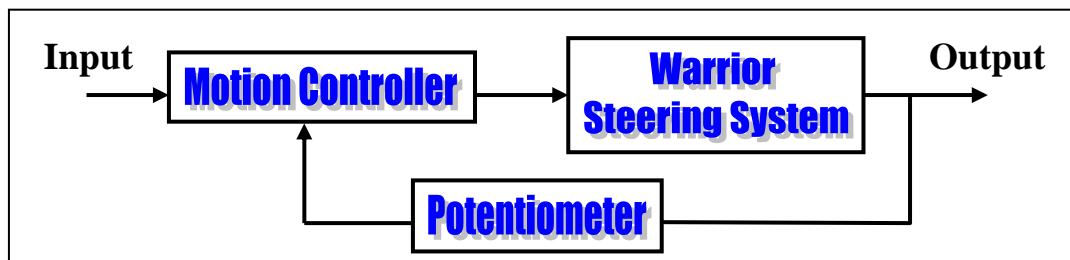 Input
Motion Controller
Warrior
Steering System
Output
Potentiometer